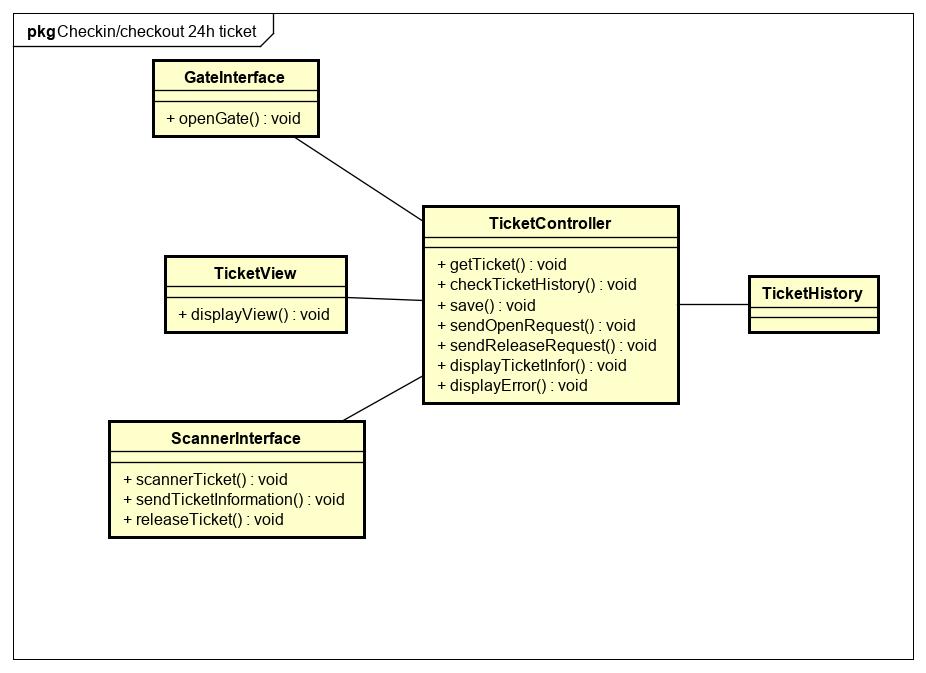 pkg Checkin/checkout 24h ticket
GateInterface
+ openGate() : void
TicketController
+ getTicket() : void
+ checkTicketHistory() : void
+ save() : void
+ sendOpenRequest() : void
+ sendReleaseRequest() : void
+ displayTicketInfor() : void
+ displayError() : void
TicketView
+ displayView() : void
TicketHistory
ScannerInterface
+ scannerTicket() : void
+ sendTicketInformation() : void
+ releaseTicket() : void